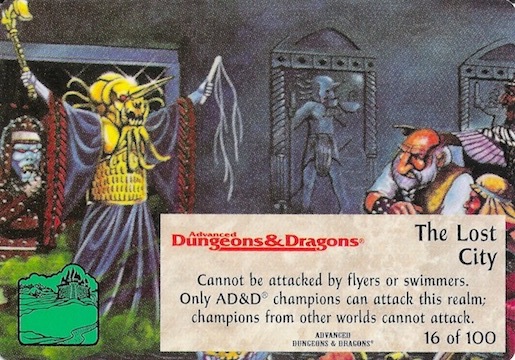 Advanced
Dungeons & Dragons®
The Lost
City
Cannot be attacked by flyers or swimmers.
Only AD&D® champions can attack this realm;
champions from other worlds cannot attack.
ADVANCED
DUNGEONS & DRAGONS®
16 of 100